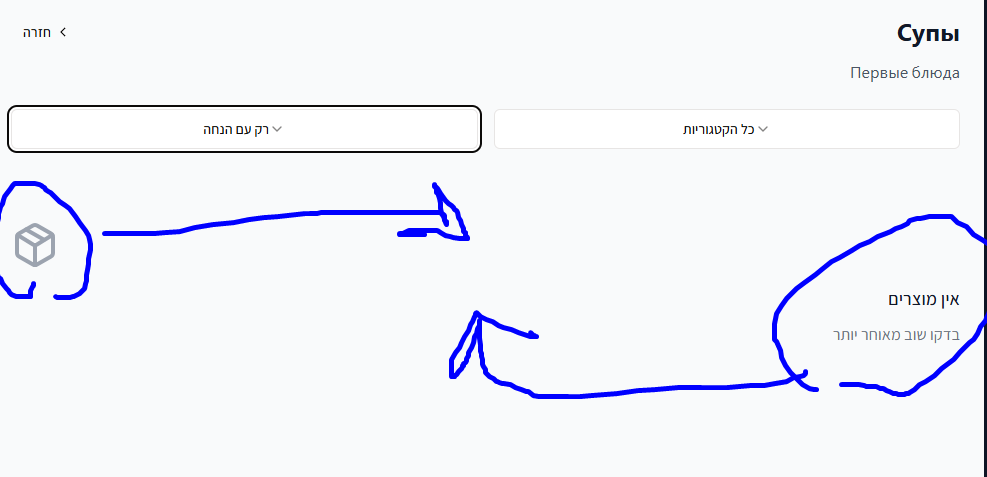 Супы
חזרה
Первые блюда
כל הקטגוריות
רק עם הנחה
אין מוצרים
בדקו שוב מאוחר יותר